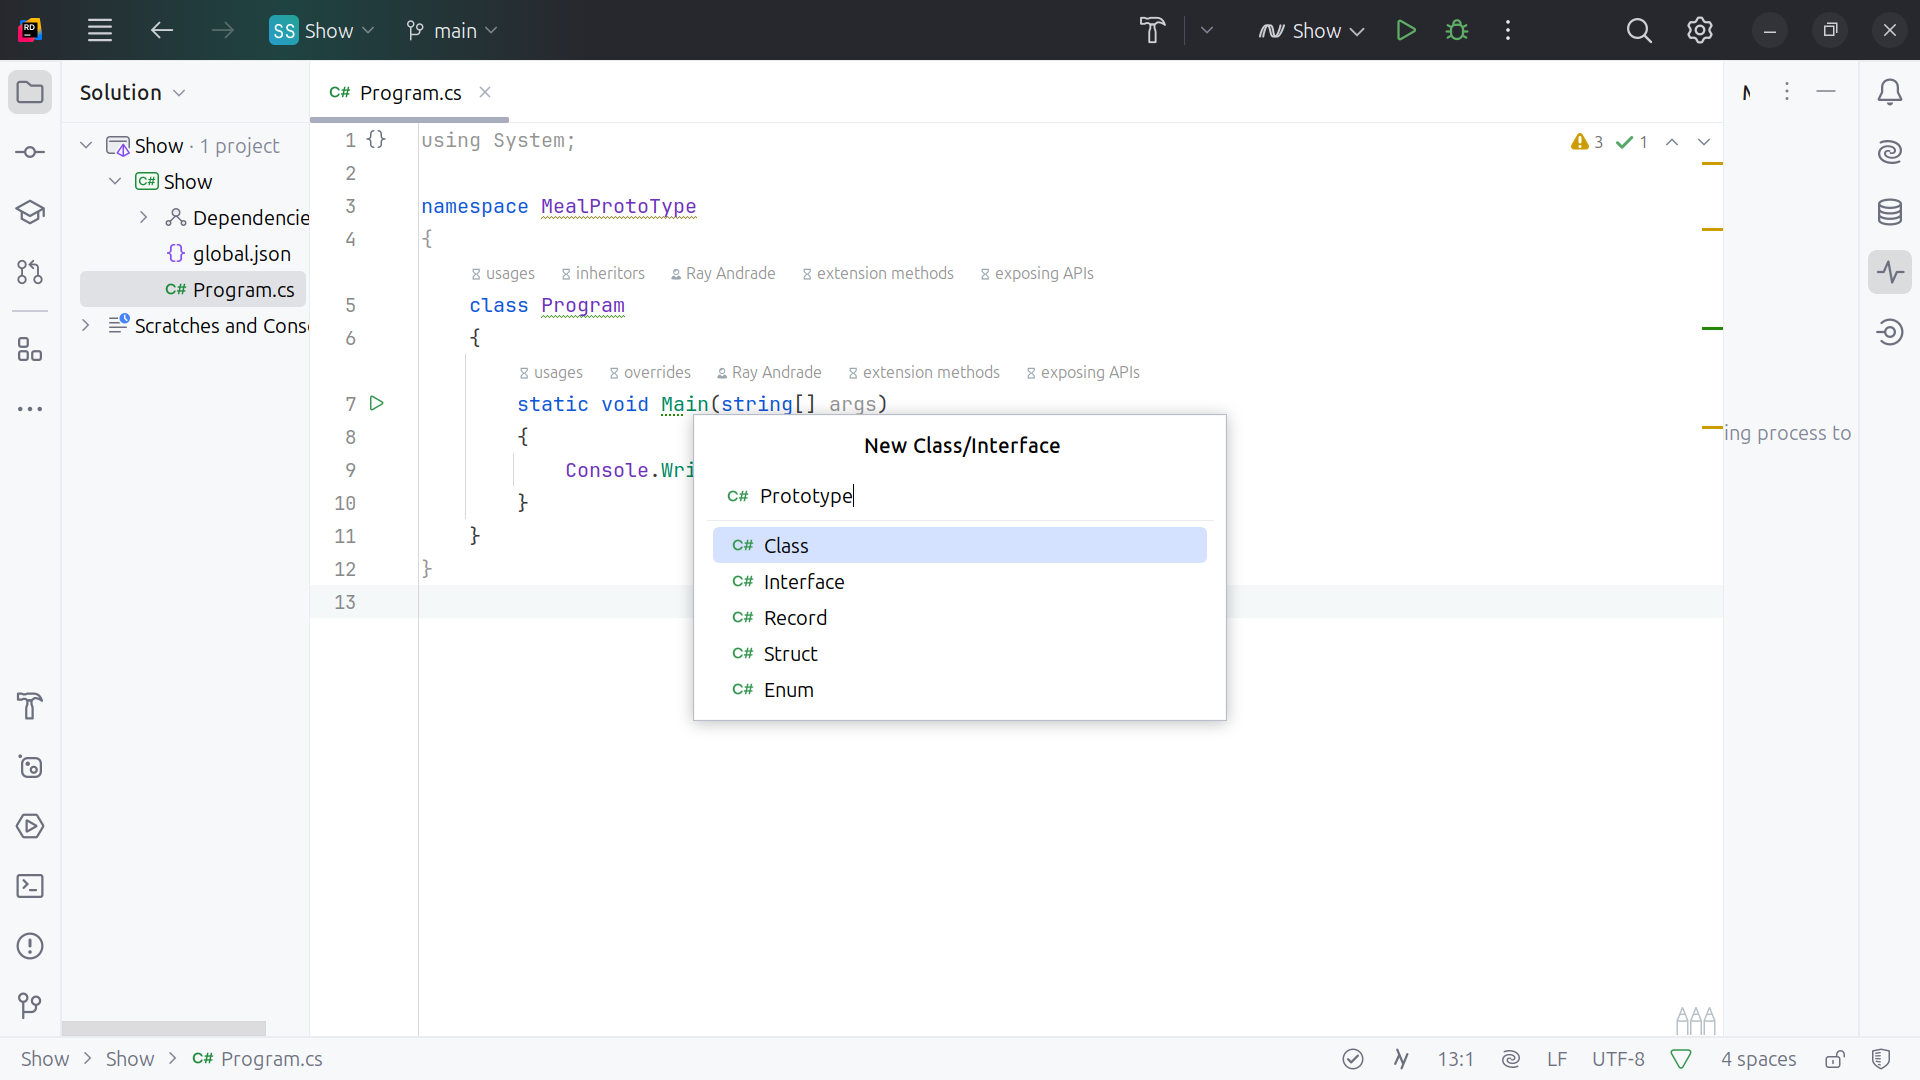 SS Show main Show
Solution
C# Program.cs
Show · 1 project
C# Show
Dependencie
{} global.json
C# Program.cs
Scratches and Cons
3 1
1 {} using System;
2
3 namespace MealProtoType
4 {
usages inheritors Ray Andrade extension methods exposing APIs
5 class Program
6 {
usages overrides Ray Andrade extension methods exposing APIs
7 static void Main(string[] args)
8 {
9 Console.Wri
10 }
11 }
12 }
13
New Class/Interface
C# Prototype
C# Class
C# Interface
C# Record
C# Struct
C# Enum
ing process to
Show > Show > C# Program.cs
13:1 LF UTF-8 4 spaces